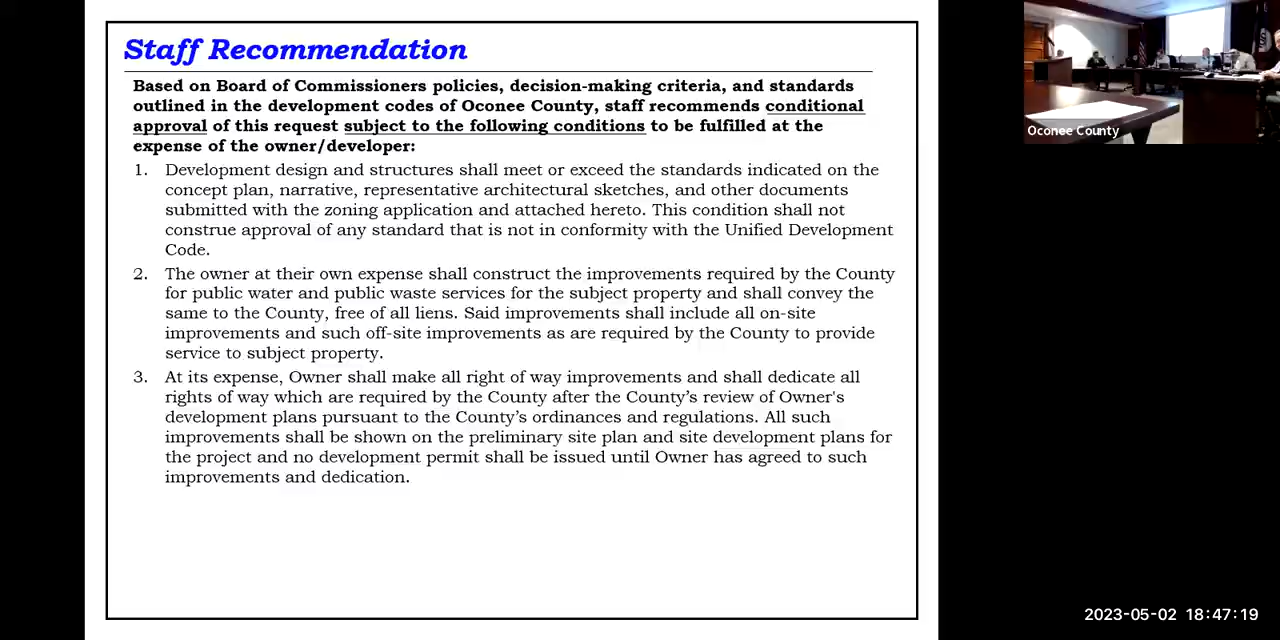 Staff Recommendation
Based on Board of Commissioners policies, decision-making criteria, and standards
outlined in the development codes of Oconee County, staff recommends conditional
approval of this request subject to the following conditions to be fulfilled at the
expense of the owner/developer:
1. Development design and structures shall meet or exceed the standards indicated on the
concept plan, narrative, representative architectural sketches, and other documents
submitted with the zoning application and attached hereto. This condition shall not
construe approval of any standard that is not in conformity with the Unified Development
Code.
2. The owner at their own expense shall construct the improvements required by the County
for public water and public waste services for the subject property and shall convey the
same to the County, free of all liens. Said improvements shall include all on-site
improvements and such off-site improvements as are required by the County to provide
service to subject property.
3. At its expense, Owner shall make all right of way improvements and shall dedicate all
rights of way which are required by the County after the County's review of Owner's
development plans pursuant to the County's ordinances and regulations. All such
improvements shall be shown on the preliminary site plan and site development plans for
the project and no development permit shall be issued until Owner has agreed to such
improvements and dedication.
Oconee County
2023-05-02 18:47:19